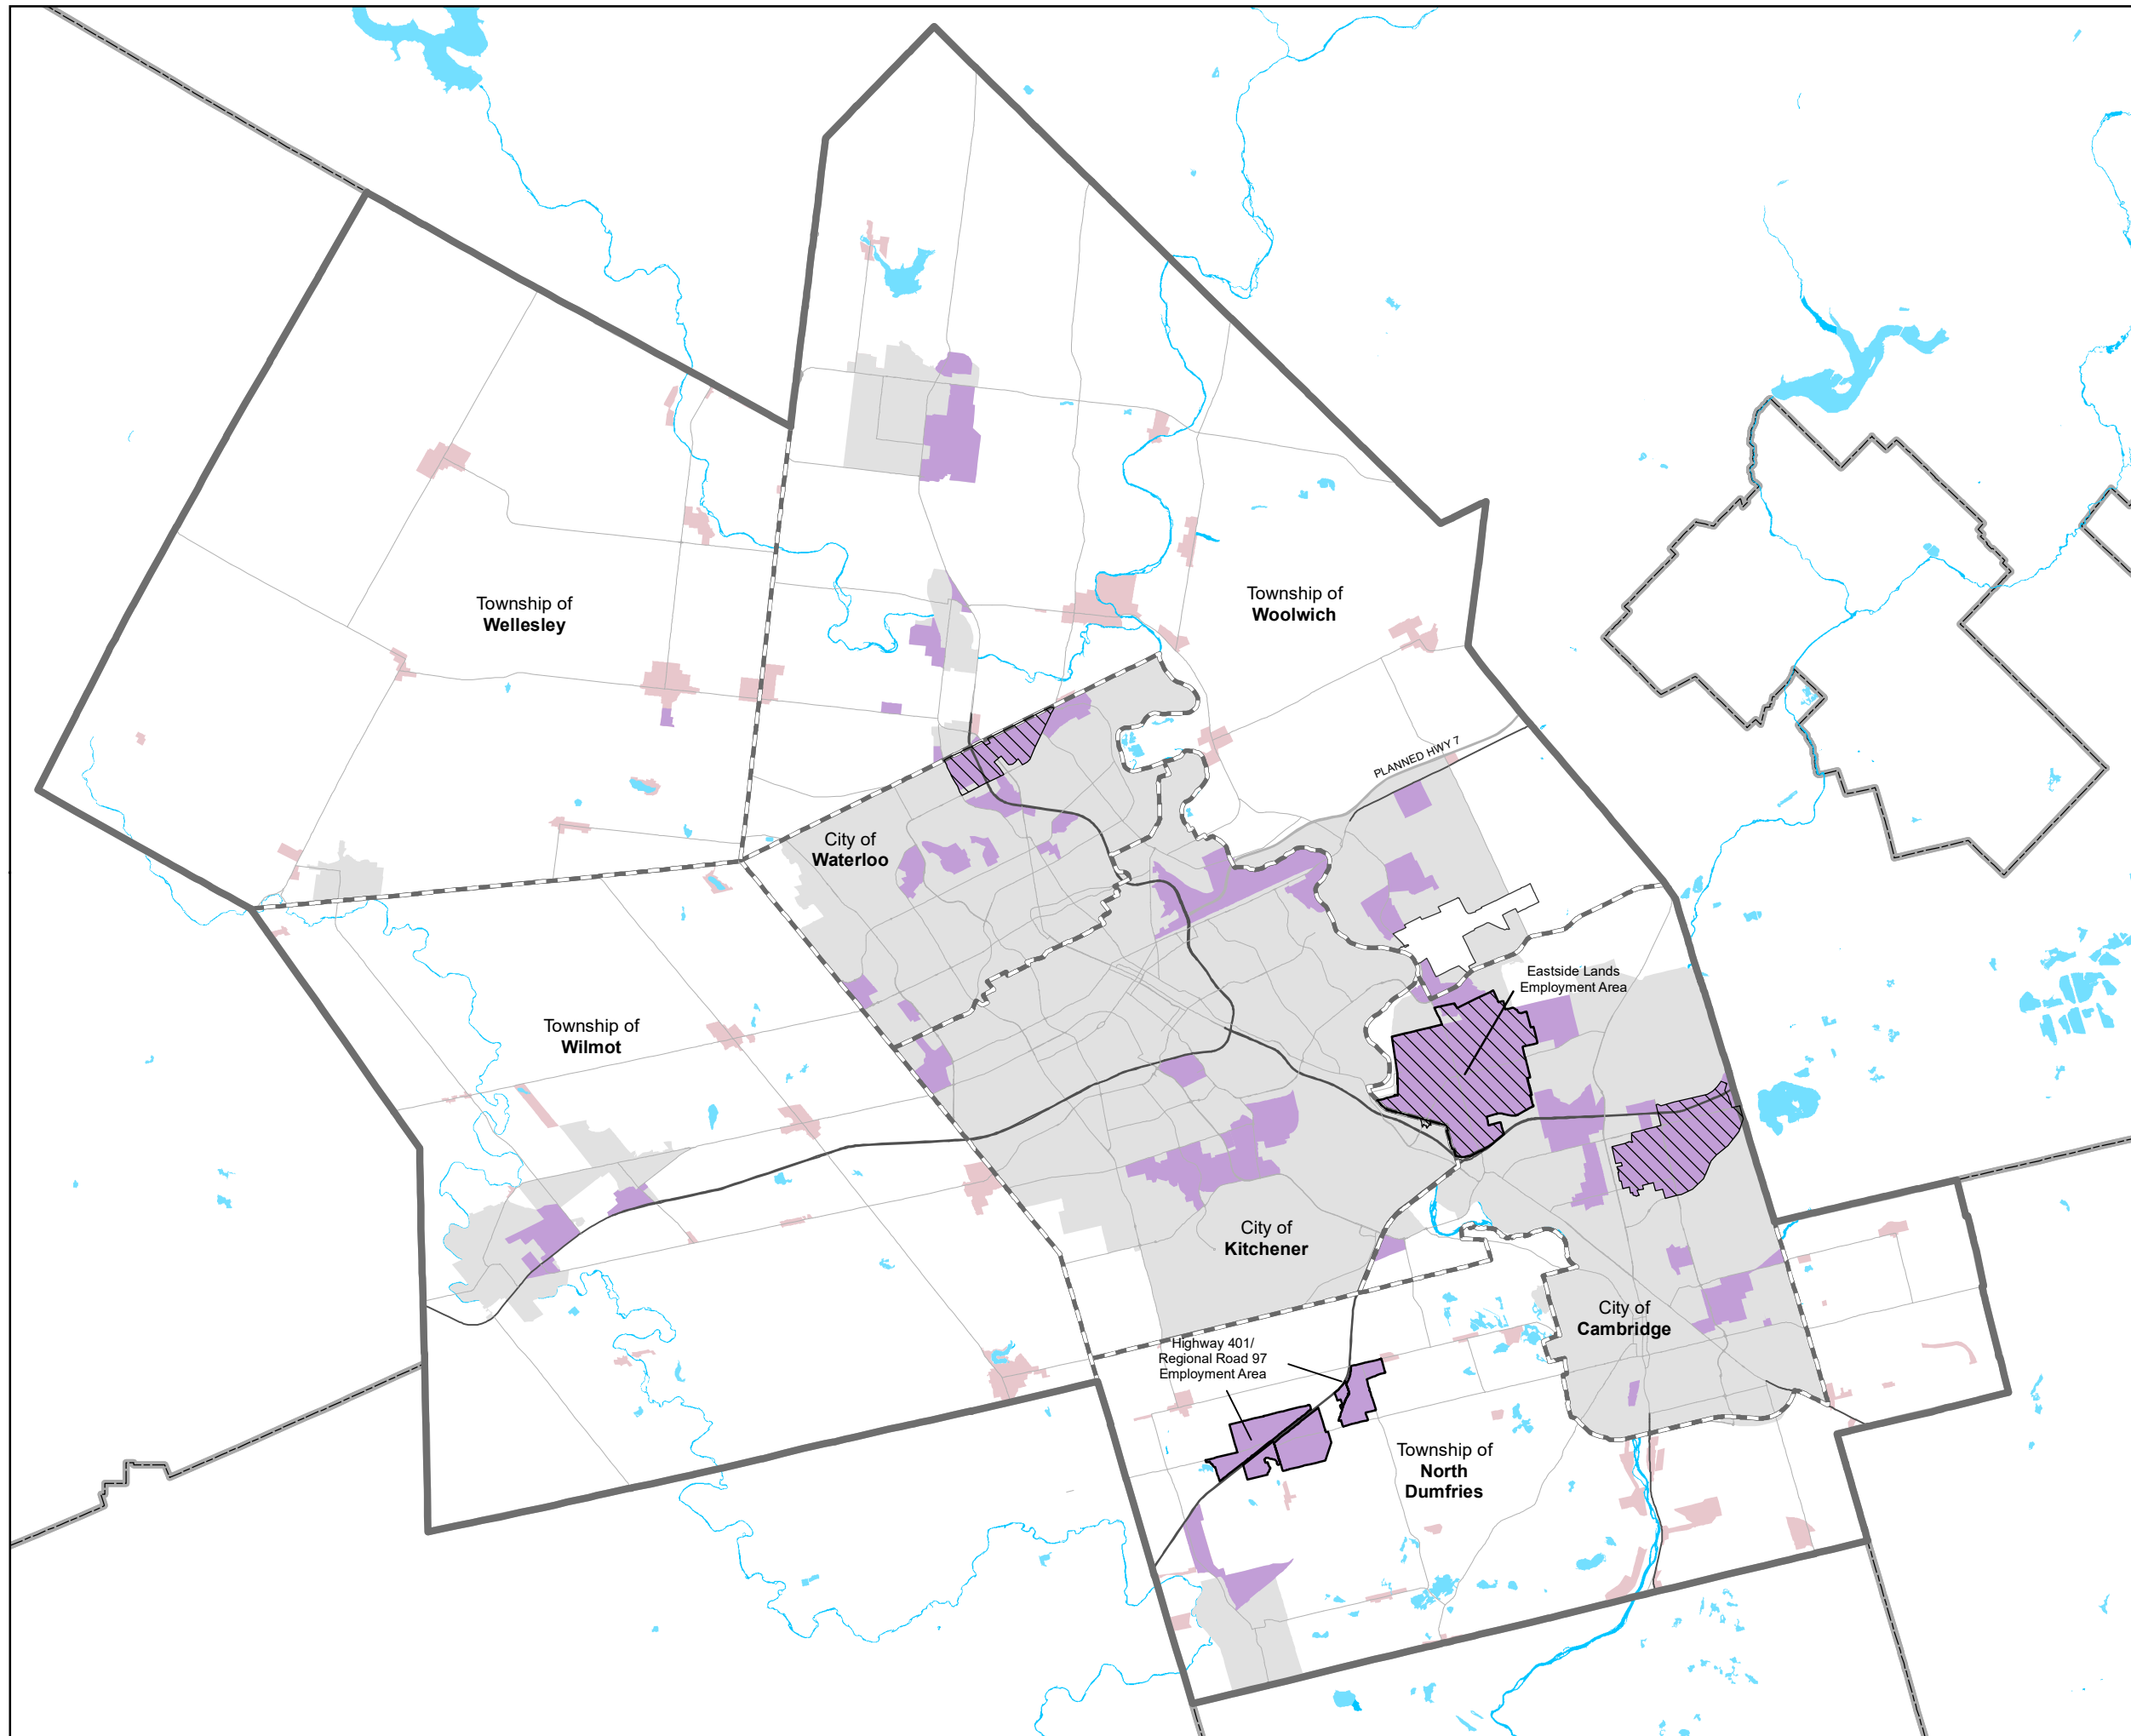 Township of
Wellesley
Township of
Woolwich
PLANNED HWY 7
City of
Waterloo
Eastside Lands
Employment Area
Township of
Wilmot
City of
Kitchener
City of
Cambridge
Highway 401/
Regional Road 97
Employment Area
Township of
North
Dumfries